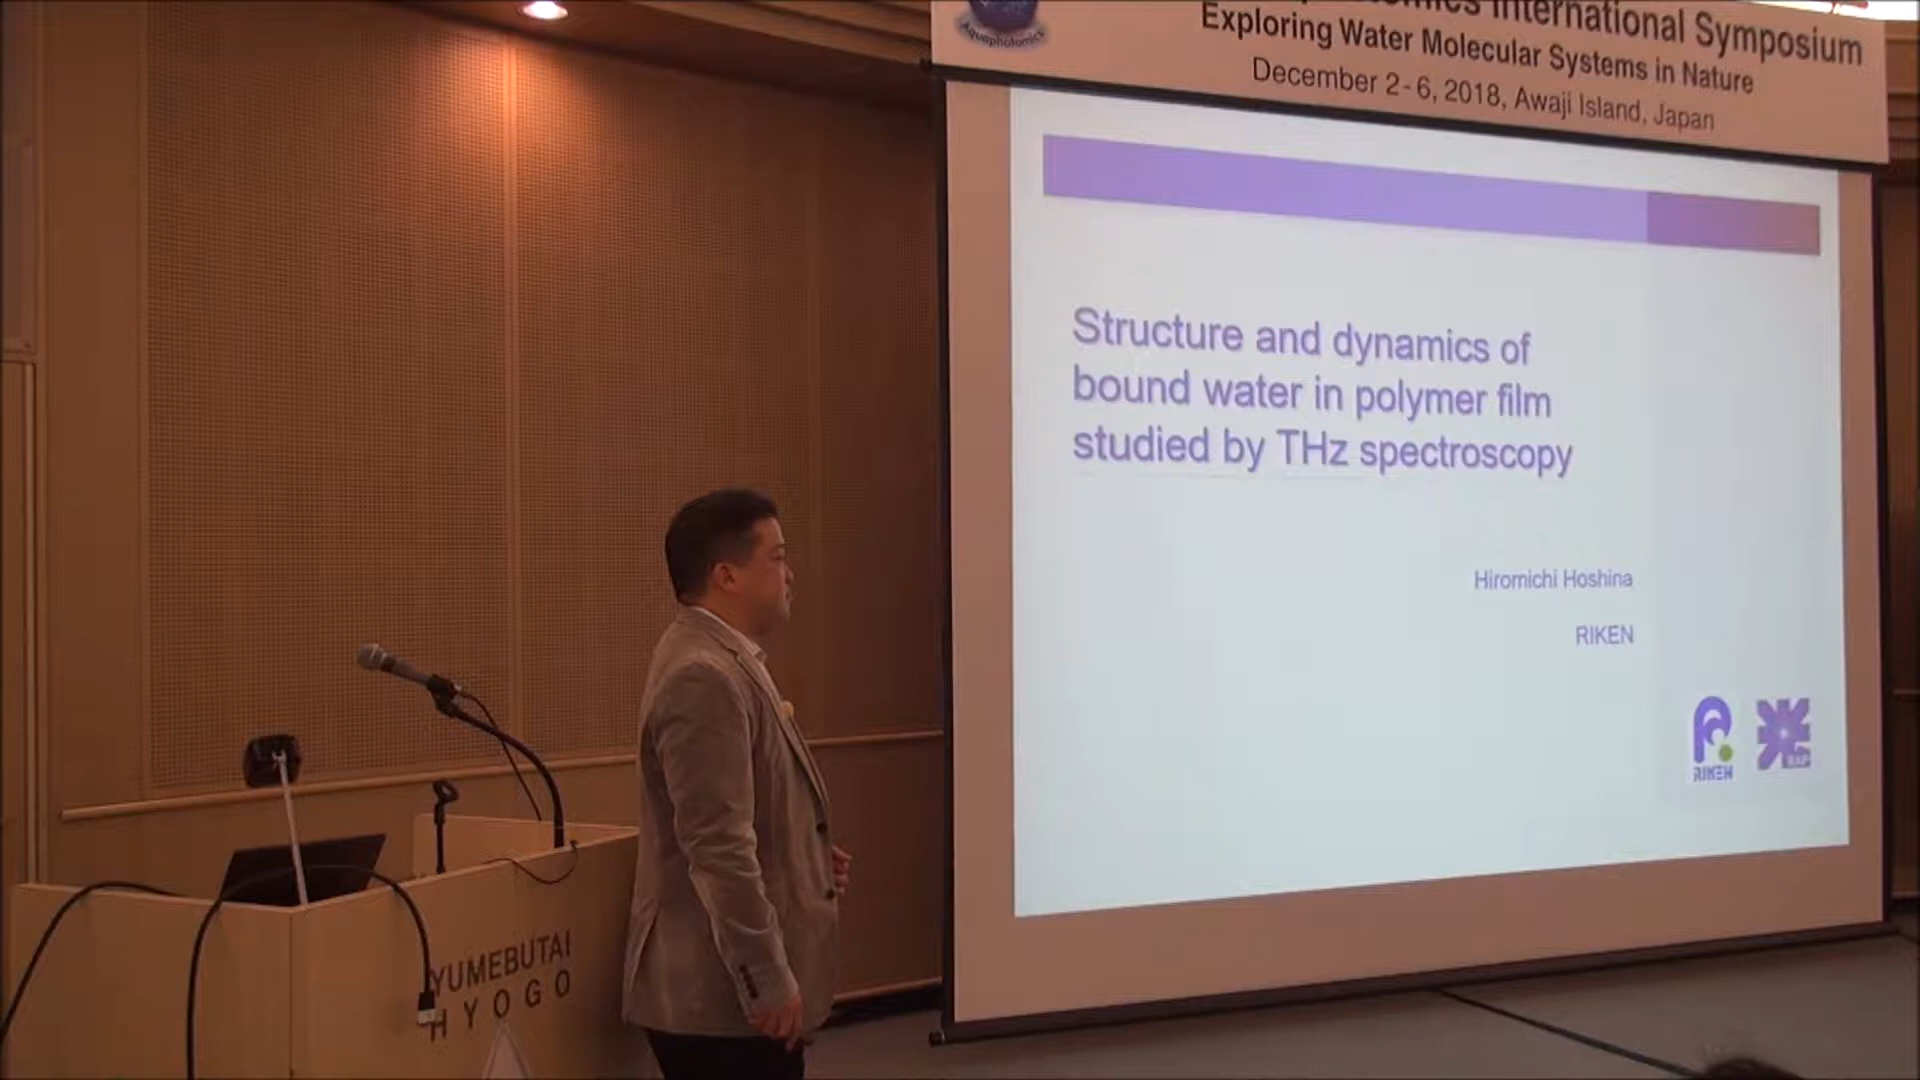 International Symposium
Exploring Water Molecular Systems in Nature
December 2-6, 2018, Awaji Island, Japan
Aquaphotomics
Structure and dynamics of
bound water in polymer film
studied by THz spectroscopy
Hiromichi Hoshina
RIKEN
RIKEN
YUMEBUTAI
HYOGO